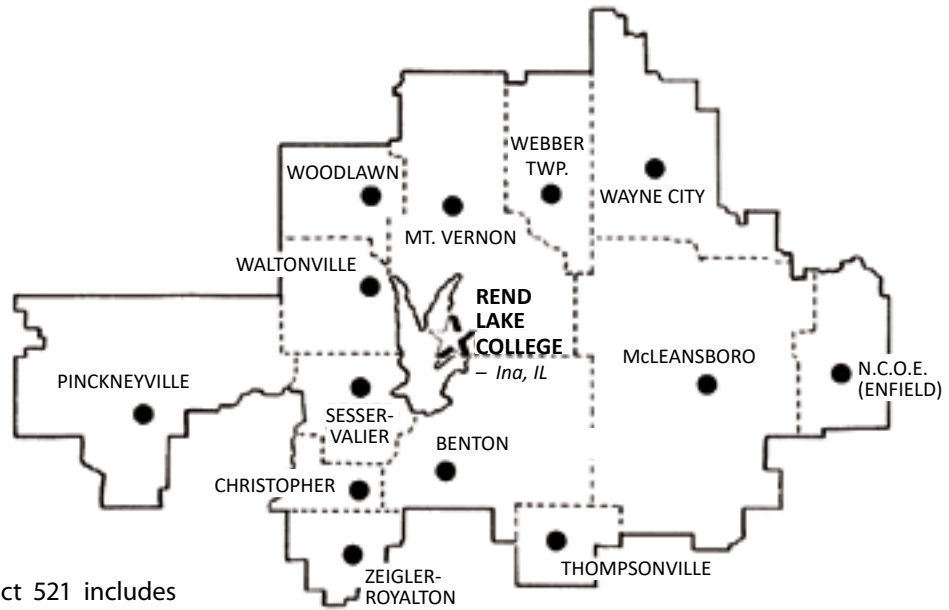 WEBBER
TWP.
WOODLAWN
WAYNE CITY
MT. VERNON
WALTONVILLE
REND
LAKE
COLLEGE
– Ina, IL
McLEANSBORO
N.C.O.E.
(ENFIELD)
PINCKNEYVILLE
SESSER-
VALIER
BENTON
CHRISTOPHER
THOMPSONVILLE
ZEIGLER-
ROYALTON
ct 521 includes